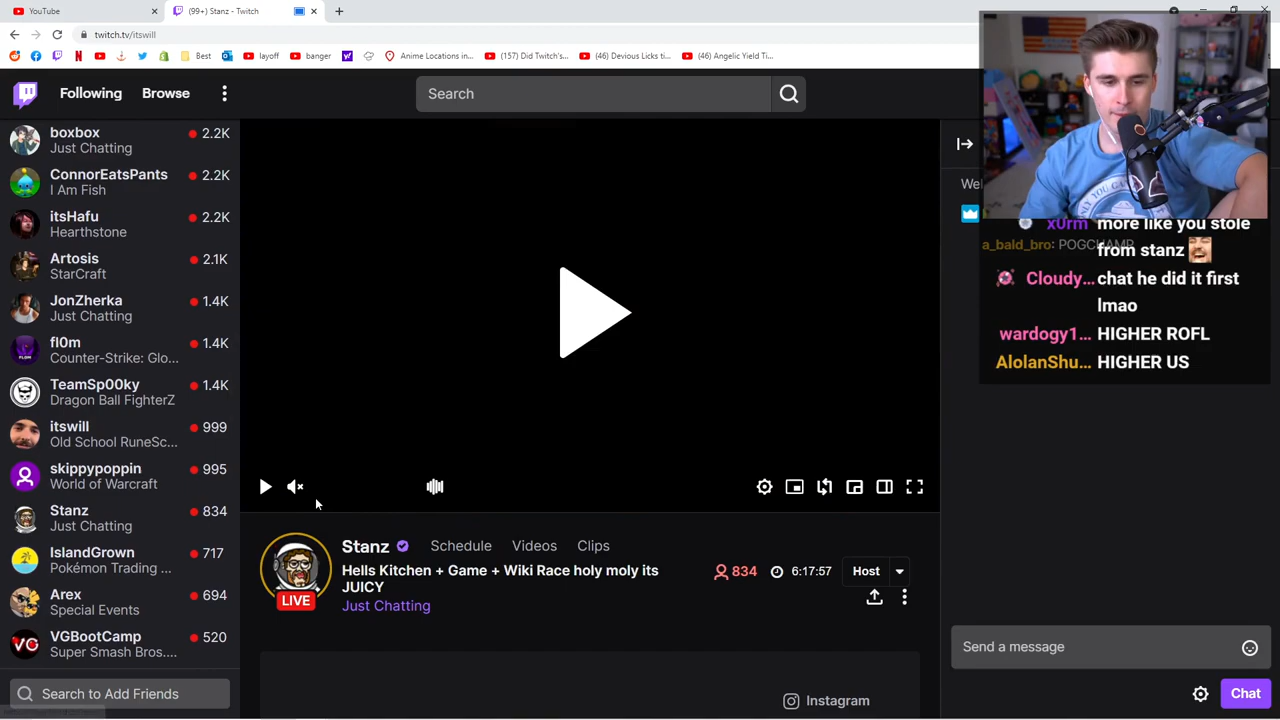 YouTube
(99+) Stanz - Twitch
twitch.tv/itswill
Best
layoff
banger
Anime Locations in...
(157) Did Twitch's...
(46) Devious Licks ti...
(46) Angelic Yield Ti...
Following
Browse
Search
boxbox
2.2K
Just Chatting
ConnorEatsPants
2.2K
I Am Fish
itsHafu
2.2K
Hearthstone
Artosis
2.1K
StarCraft
JonZherka
1.4K
Just Chatting
fl0m
1.4K
Counter-Strike: Glo...
TeamSp00ky
1.4K
Dragon Ball FighterZ
itswill
999
Old School RuneSc...
skippypoppin
995
World of Warcraft
Stanz
834
Just Chatting
IslandGrown
717
Pokémon Trading ...
Arex
694
Special Events
VGBootCamp
520
Super Smash Bros....
Search to Add Friends
Stanz
Schedule
Videos
Clips
Hells Kitchen + Game + Wiki Race holy moly its
JUICY
Just Chatting
LIVE
834
6:17:57
Host
Instagram
Wel
x0rm more like you stole
a_bald_bro: POGCHAMP
from stanz
Cloudy... chat he did it first
lmao
wardogy1... HIGHER ROFL
AlolanShu... HIGHER US
Send a message
Chat